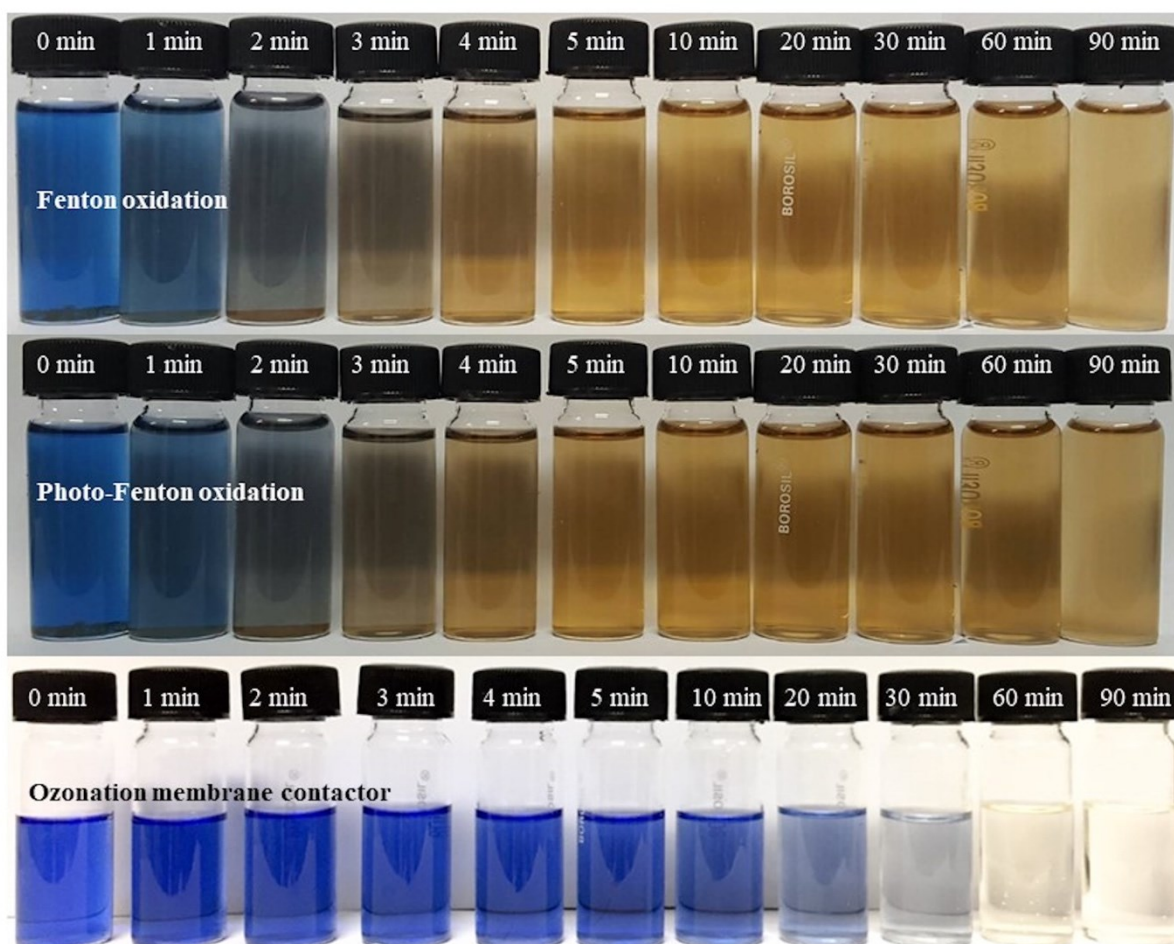 0 min 1 min 2 min 3 min 4 min 5 min 10 min 20 min 30 min 60 min 90 min
Fenton oxidation
BOROSIL®
0 min 1 min 2 min 3 min 4 min 5 min 10 min 20 min 30 min 60 min 90 min
Photo-Fenton oxidation
BOROSIL®
0 min 1 min 2 min 3 min 4 min 5 min 10 min 20 min 30 min 60 min 90 min
Ozonation membrane contactor